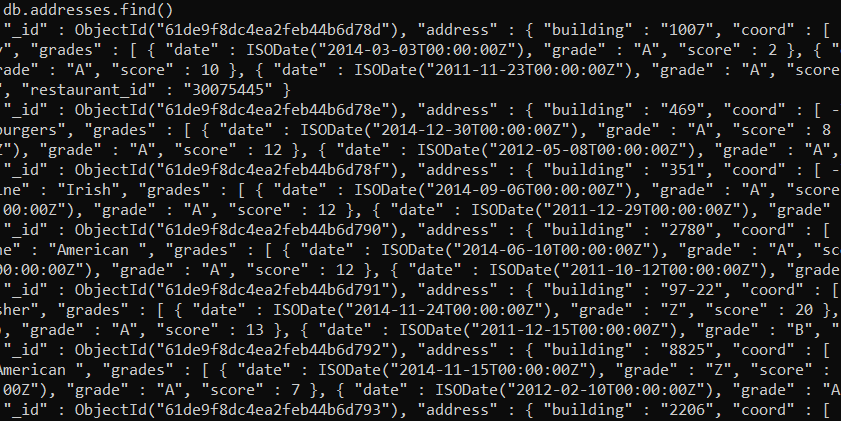 db.addresses.find()
"_id" : ObjectId("61de9f8dc4ea2feb44b6d78d"), "address" : { "building" : "1007", "coord" : [
", "grades" : [ { "date" : ISODate("2014-03-03T00:00:00Z"), "grade" : "A", "score" : 2 }, { "
rade" : "A", "score" : 10 }, { "date" : ISODate("2011-11-23T00:00:00Z"), "grade" : "A", "score
", "restaurant_id" : "30075445" }
"_id" : ObjectId("61de9f8dc4ea2feb44b6d78e"), "address" : { "building" : "469", "coord" : [ -
burgers", "grades" : [ { "date" : ISODate("2014-12-30T00:00:00Z"), "grade" : "A", "score" : 8
"), "grade" : "A", "score" : 12 }, { "date" : ISODate("2012-05-08T00:00:00Z"), "grade" : "A",
"_id" : ObjectId("61de9f8dc4ea2feb44b6d78f"), "address" : { "building" : "351", "coord" : [ -
ine" : "Irish", "grades" : [ { "date" : ISODate("2014-09-06T00:00:00Z"), "grade" : "A", "score
:00:00Z"), "grade" : "A", "score" : 12 }, { "date" : ISODate("2011-12-29T00:00:00Z"), "grade"
"_id" : ObjectId("61de9f8dc4ea2feb44b6d790"), "address" : { "building" : "2780", "coord" : [
ne" : "American ", "grades" : [ { "date" : ISODate("2014-06-10T00:00:00Z"), "grade" : "A", "sc
00:00:00Z"), "grade" : "A", "score" : 12 }, { "date" : ISODate("2011-10-12T00:00:00Z"), "grade
"_id" : ObjectId("61de9f8dc4ea2feb44b6d791"), "address" : { "building" : "97-22", "coord" : [
sher", "grades" : [ { "date" : ISODate("2014-11-24T00:00:00Z"), "grade" : "Z", "score" : 20 },
, "grade" : "A", "score" : 13 }, { "date" : ISODate("2011-12-15T00:00:00Z"), "grade" : "B", "
"_id" : ObjectId("61de9f8dc4ea2feb44b6d792"), "address" : { "building" : "8825", "coord" : [
American ", "grades" : [ { "date" : ISODate("2014-11-15T00:00:00Z"), "grade" : "Z", "score" :
00Z"), "grade" : "A", "score" : 7 }, { "date" : ISODate("2012-02-10T00:00:00Z"), "grade" : "A
"_id" : ObjectId("61de9f8dc4ea2feb44b6d793"), "address" : { "building" : "2206", "coord" : [